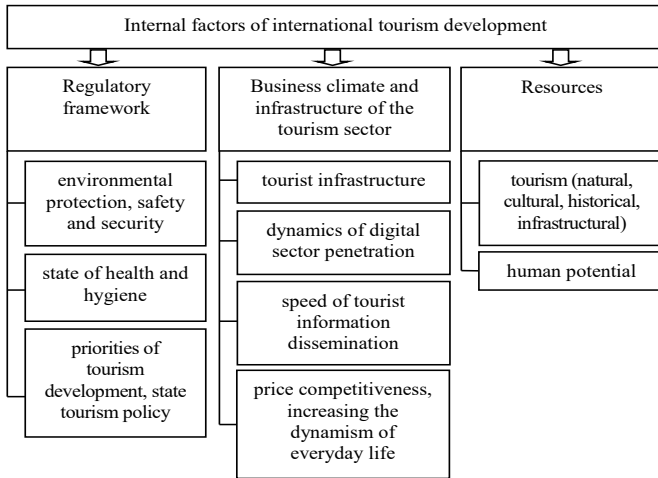 Internal factors of international tourism development
Regulatory
framework
environmental
protection, safety
and security
state of health and
hygiene
priorities of
tourism
development, state
tourism policy
Business climate and
infrastructure of the
tourism sector
tourist infrastructure
dynamics of digital
sector penetration
speed of tourist
information
dissemination
price competitiveness,
increasing the
dynamism of
everyday life
Resources
tourism (natural,
cultural, historical,
infrastructural)
human potential